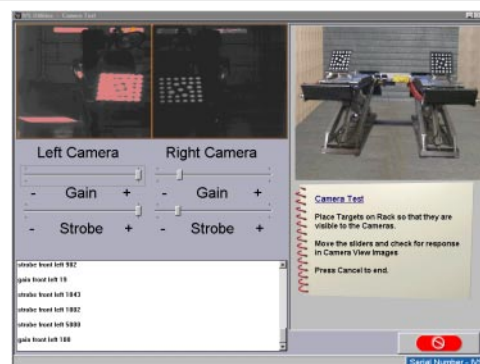 Camera Test
Left Camera
Right Camera
- Gain +
- Gain +
- Strobe +
- Strobe +
strobe front left 982
gain front left 19
strobe front left 1043
strobe front left 1802
strobe front left 5000
gain front left 100
Camera Test
Place Targets on Rack so that they are
visible to the Cameras.
Move the sliders and check for response
in Camera View Images
Press Cancel to end.
Serial Number - IVS